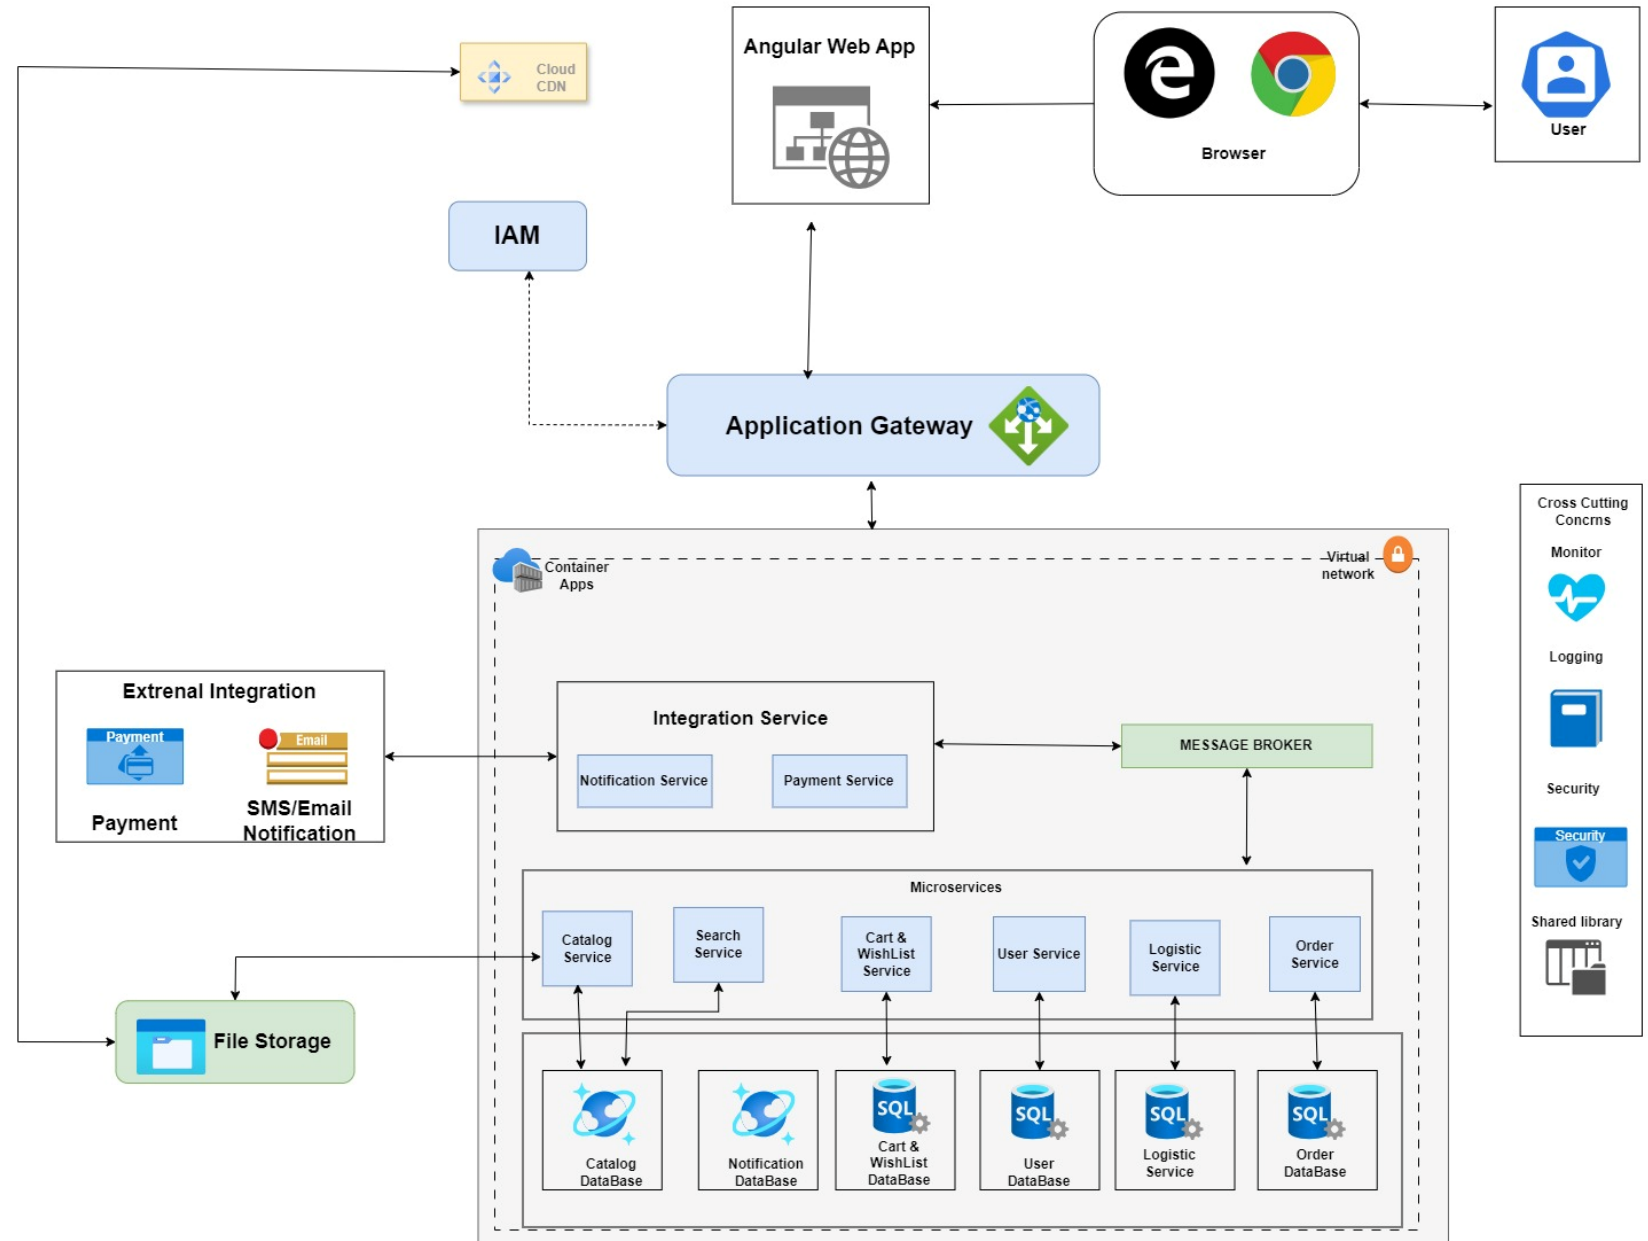 Cloud
CDN
Angular Web App
Browser
User
IAM
Application Gateway
Cross Cutting
Concrns
Monitor
Logging
Security
Security
Shared library
Container
Apps
Virtual
network
Extrenal Integration
Payment
Email
Payment
SMS/Email
Notification
Integration Service
Notification Service
Payment Service
MESSAGE BROKER
Microservices
Catalog
Service
Search
Service
Cart &
WishList
Service
User Service
Logistic
Service
Order
Service
File Storage
Catalog
DataBase
Notification
DataBase
SQL
Cart &
WishList
DataBase
SQL
User
DataBase
SQL
Logistic
Service
SQL
Order
DataBase